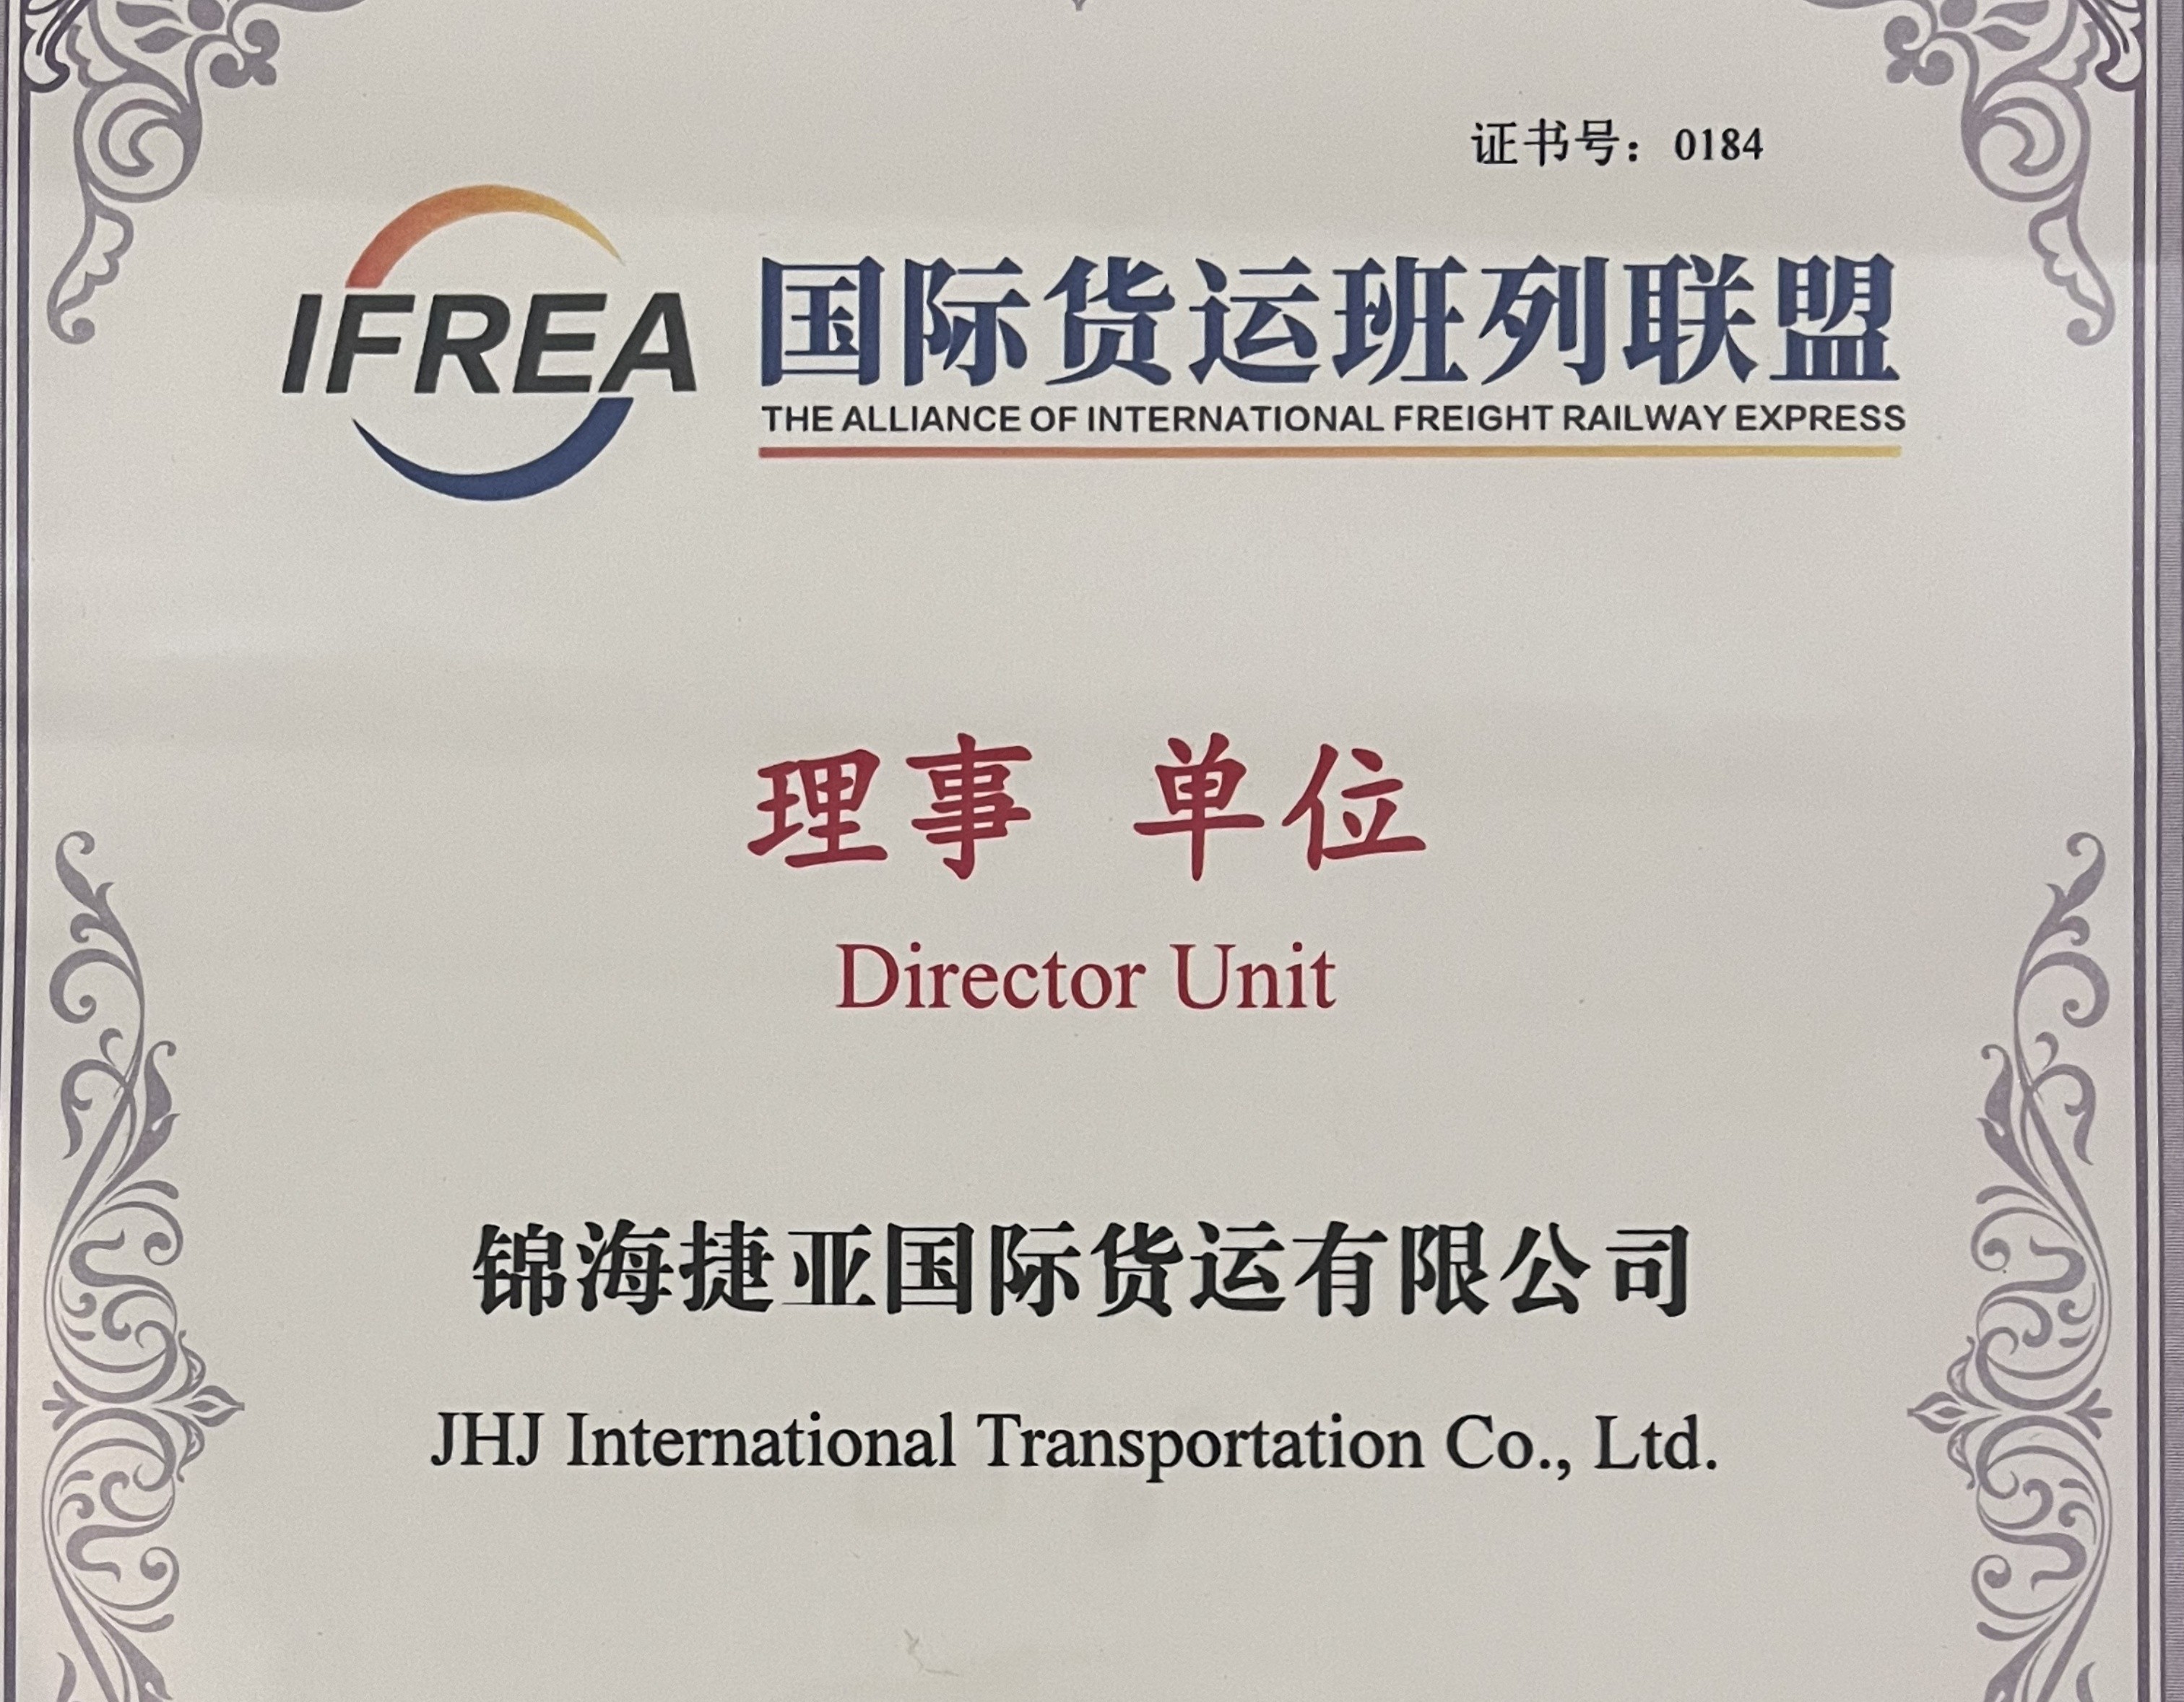 证书号：0184
IFREA
国际货运班列联盟
THE ALLIANCE OF INTERNATIONAL FREIGHT RAILWAY EXPRESS
理事 单位
Director Unit
锦海捷亚国际货运有限公司
JHJ International Transportation Co., Ltd.